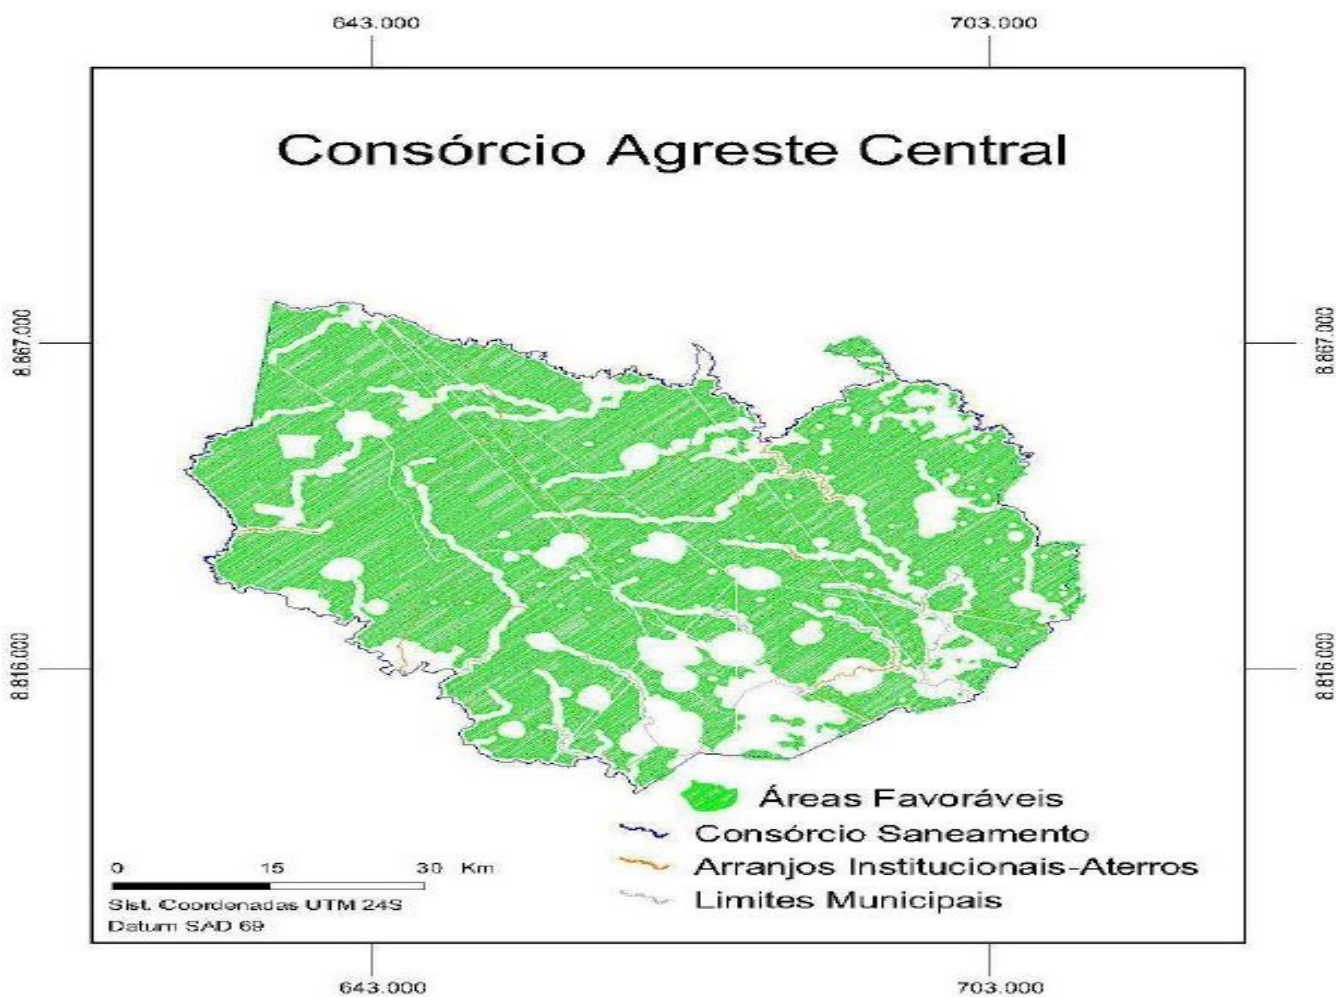 643.000 703.000
Consórcio Agreste Central
8.867.000 8.867.000
8.816.000 8.816.000
Áreas Favoráveis
Consórcio Saneamento
Arranjos Institucionais-Aterros
Limites Municipais
0 15 30 Km
Sist. Coordenadas UTM 24S
Datum SAD 69
643.000 703.000